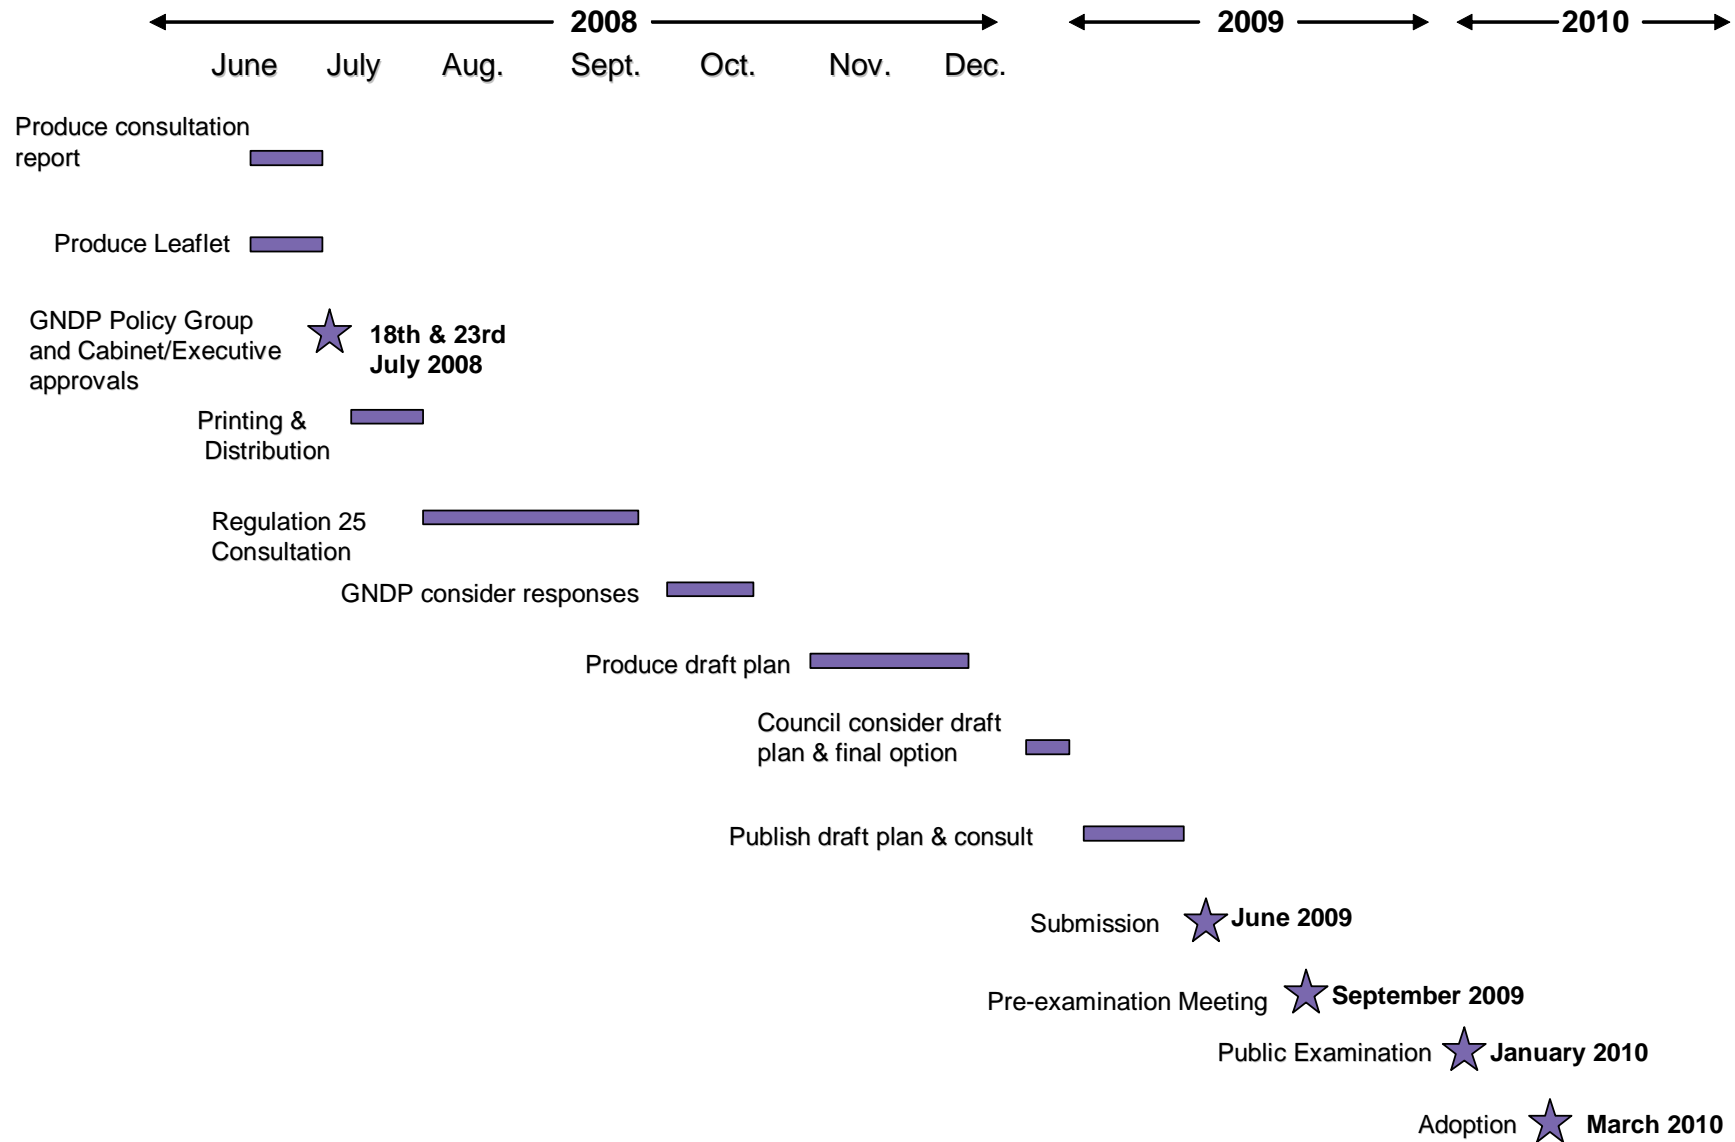 2008 2009 2010
June July Aug. Sept. Oct. Nov. Dec.
Produce consultation
report
Produce Leaflet
GNDP Policy Group
and Cabinet/Executive
approvals
18th & 23rd
July 2008
Printing &
Distribution
Regulation 25
Consultation
GNDP consider responses
Produce draft plan
Council consider draft
plan & final option
Publish draft plan & consult
Submission June 2009
Pre-examination Meeting September 2009
Public Examination January 2010
Adoption March 2010